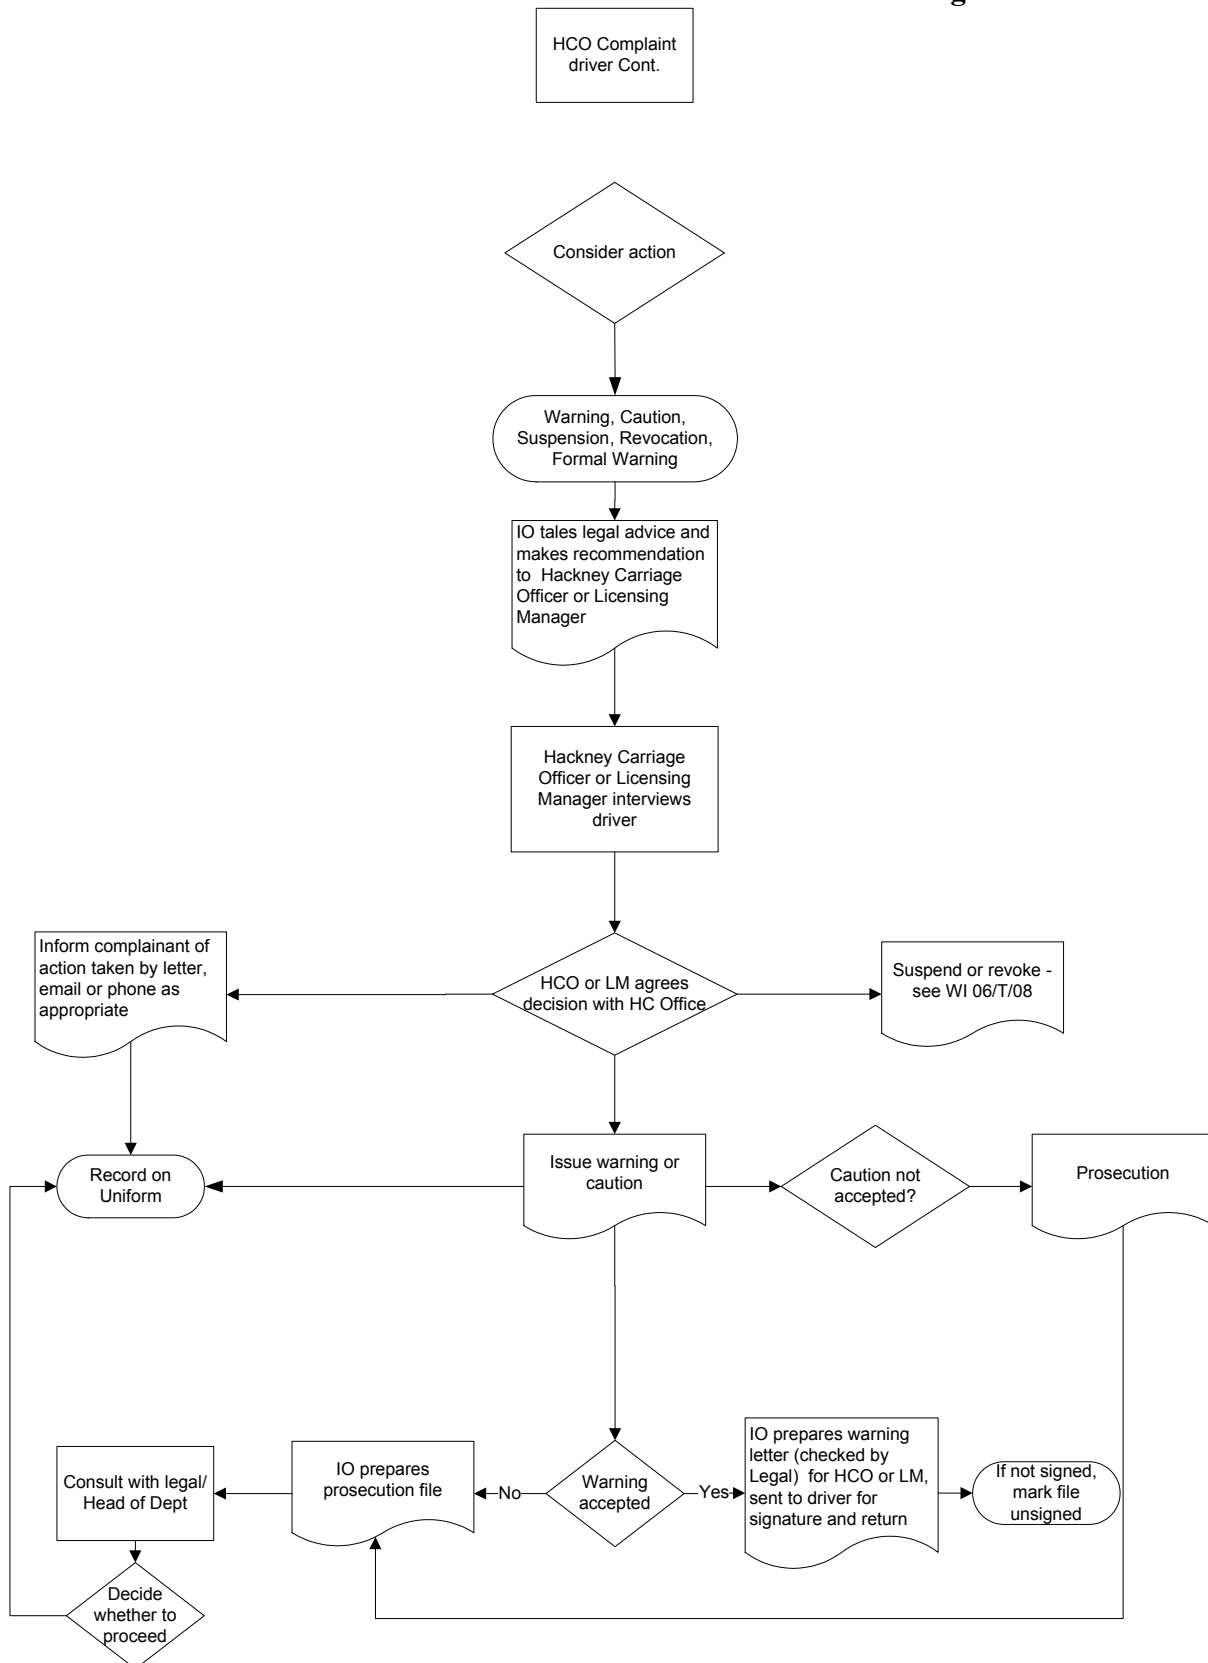 HCO Complaint
driver Cont.
Consider action
Warning, Caution,
Suspension, Revocation,
Formal Warning
IO tales legal advice and
makes recommendation
to Hackney Carriage
Officer or Licensing
Manager
Hackney Carriage
Officer or Licensing
Manager interviews
driver
Inform complainant of
action taken by letter,
email or phone as
appropriate
HCO or LM agrees
decision with HC Office
Suspend or revoke -
see WI 06/T/08
Record on
Uniform
Issue warning or
caution
Caution not
accepted?
Prosecution
Consult with legal/
Head of Dept
IO prepares
prosecution file
No
Warning
accepted
Yes
IO prepares warning
letter (checked by
Legal) for HCO or LM,
sent to driver for
signature and return
If not signed,
mark file
unsigned
Decide
whether to
proceed